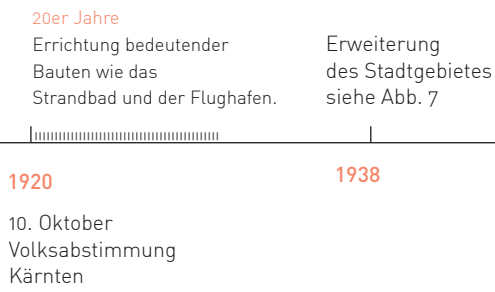 20er Jahre
Errichtung bedeutender
Bauten wie das
Strandbad und der Flughafen.
Erweiterung
des Stadtgebietes
siehe Abb. 7
1920
10. Oktober
Volksabstimmung
Kärnten
1938